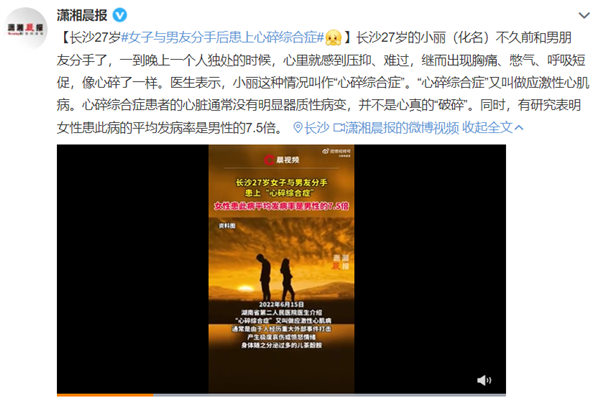 潇湘晨报
【长沙27岁#女子与男友分手后患上心碎综合症#】长沙27岁的小丽（化名）不久前和男朋
友分手了，一到晚上一个人独处的时候，心里就感到压抑、难过，继而出现胸痛、憋气、呼吸短
促，像心碎了一样。医生表示，小丽这种情况叫作“心碎综合症”。“心碎综合症”又叫做应激性心肌
病。心碎综合症患者的心脏通常没有明显器质性病变，并不是心真的“破碎”。同时，有研究表明
女性患此病的平均发病率是男性的7.5倍。 长沙 潇湘晨报的微博视频 收起全文
晨视频
长沙27岁女子与男友分手
患上“心碎综合症”
女性患此病平均发病率是男性的7.5倍
资料图
2022年6月15日
湖南省第二人民医院医生介绍
“心碎综合症”又叫做应激性心肌病
通常是由于人经历重大外部事件打击
产生极度哀伤或愤怒情绪
身体随之分泌过多的儿茶酚胺